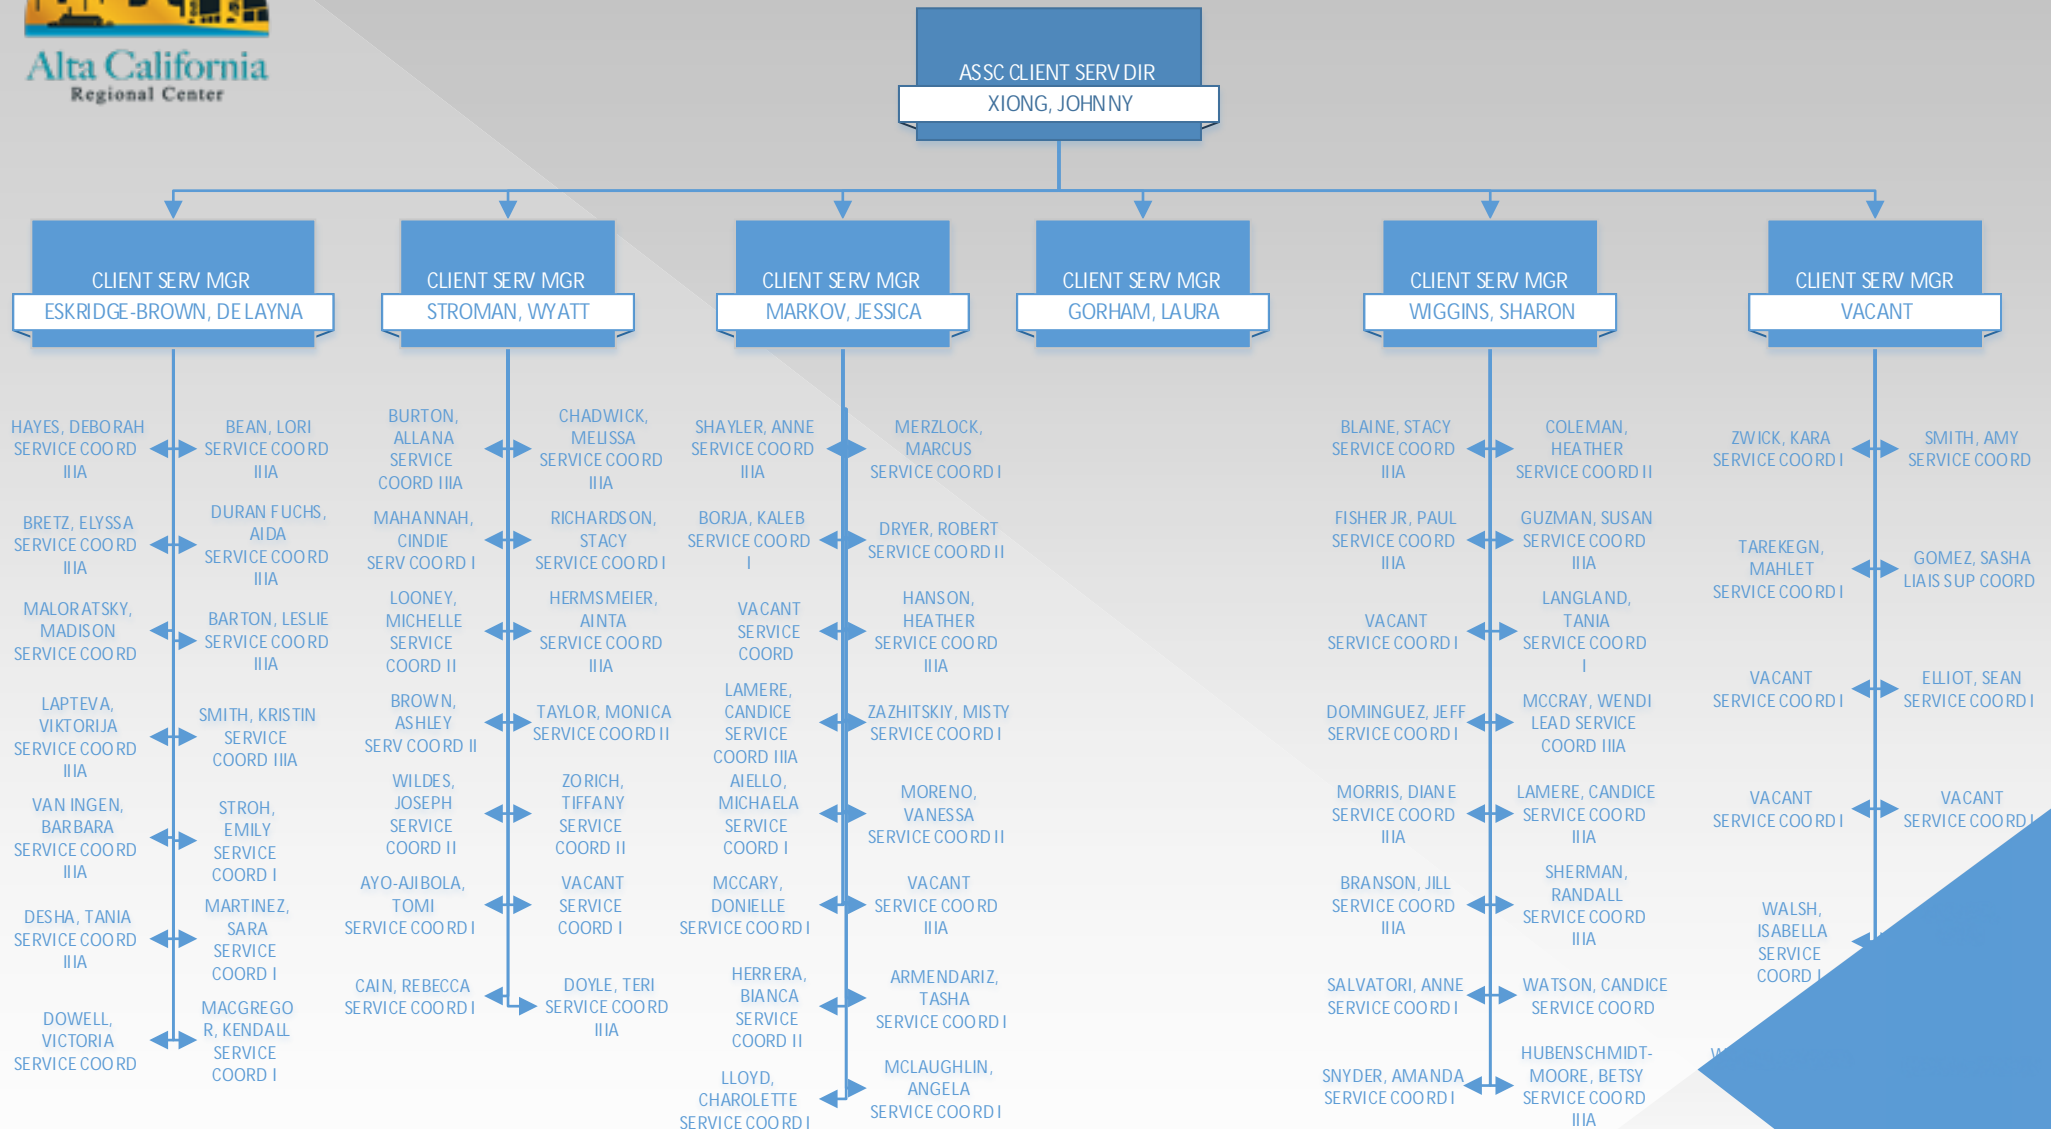 Alta California
Regional Center
ASSC CLIENT SERV DIR
XIONG, JOHNNY
CLIENT SERV MGR
ESKRIDGE-BROWN, DE LAYNA
CLIENT SERV MGR
STROMAN, WYATT
CLIENT SERV MGR
MARKOV, JESSICA
CLIENT SERV MGR
GORHAM, LAURA
CLIENT SERV MGR
WIGGINS, SHARON
CLIENT SERV MGR
VACANT
HAYES, DEBORAH
SERVICE COORD
IIIA
BEAN, LORI
SERVICE COORD
IIIA
BRETZ, ELYSSA
SERVICE COORD
IIIA
DURAN FUCHS,
AIDA
SERVICE COORD
IIIA
MALORATSKY,
MADISON
SERVICE COORD
BARTON, LESLIE
SERVICE COORD
IIIA
LAPTEVA,
VIKTORIJA
SERVICE COORD
IIIA
SMITH, KRISTIN
SERVICE
COORD IIIA
VAN INGEN,
BARBARA
SERVICE COORD
IIIA
STROH,
EMILY
SERVICE
COORD I
DESHA, TANIA
SERVICE COORD
IIIA
MARTINEZ,
SARA
SERVICE
COORD I
DOWELL,
VICTORIA
SERVICE COORD
MACGREGO
R, KENDALL
SERVICE
COORD I
BURTON,
ALLANA
SERVICE
COORD IIIA
CHADWICK,
MELISSA
SERVICE COORD
IIIA
MAHANNAH,
CINDIE
SERV COORD I
RICHARDSON,
STACY
SERVICE COORD I
LOONEY,
MICHELLE
SERVICE
COORD II
HERMSMEIER,
AINTA
SERVICE COORD
IIIA
BROWN,
ASHLEY
SERV COORD II
TAYLOR, MONICA
SERVICE COORD II
WILDES,
JOSEPH
SERVICE
COORD II
ZORICH,
TIFFANY
SERVICE
COORD II
AYO-AJIBOLA,
TOMI
SERVICE COORD I
VACANT
SERVICE
COORD I
CAIN, REBECCA
SERVICE COORD I
DOYLE, TERI
SERVICE COORD
IIIA
SHAYLER, ANNE
SERVICE COORD
IIIA
MERZLOCK,
MARCUS
SERVICE COORD I
BORJA, KALEB
SERVICE COORD
I
DRYER, ROBERT
SERVICE COORD II
VACANT
SERVICE
COORD
HANSON,
HEATHER
SERVICE COORD
IIIA
LAMERE,
CANDICE
SERVICE
COORD IIIA
ZAZHITSKIY, MISTY
SERVICE COORD I
AIELLO,
MICHAELA
SERVICE
COORD I
MORENO,
VANESSA
SERVICE COORD II
MCCARY,
DONIELLE
SERVICE COORD I
VACANT
SERVICE COORD
IIIA
HERRERA,
BIANCA
SERVICE
COORD II
ARMENDARIZ,
TASHA
SERVICE COORD I
LLOYD,
CHAROLETTE
SERVICE COORD I
MCLAUGHLIN,
ANGELA
SERVICE COORD I
BLAINE, STACY
SERVICE COORD
IIIA
COLEMAN,
HEATHER
SERVICE COORD II
FISHER JR, PAUL
SERVICE COORD
IIIA
GUZMAN, SUSAN
SERVICE COORD
IIIA
VACANT
SERVICE COORD I
LANGLAND,
TANIA
SERVICE COORD
I
DOMINGUEZ, JEFF
SERVICE COORD I
MCCRAY, WENDI
LEAD SERVICE
COORD IIIA
MORRIS, DIANE
SERVICE COORD
IIIA
LAMERE, CANDICE
SERVICE COORD
IIIA
BRANSON, JILL
SERVICE COORD
IIIA
SHERMAN,
RANDALL
SERVICE COORD
IIIA
SALVATORI, ANNE
SERVICE COORD I
WATSON, CANDICE
SERVICE COORD
SNYDER, AMANDA
SERVICE COORD I
HUBENSCHMIDT-
MOORE, BETSY
SERVICE COORD
IIIA
ZWICK, KARA
SERVICE COORD I
SMITH, AMY
SERVICE COORD
TAREKEGN,
MAHLET
SERVICE COORD I
GOMEZ, SASHA
LIAIS SUP COORD
VACANT
SERVICE COORD I
ELLIOT, SEAN
SERVICE COORD I
VACANT
SERVICE COORD I
VACANT
SERVICE COORD I
WALSH,
ISABELLA
SERVICE
COORD I